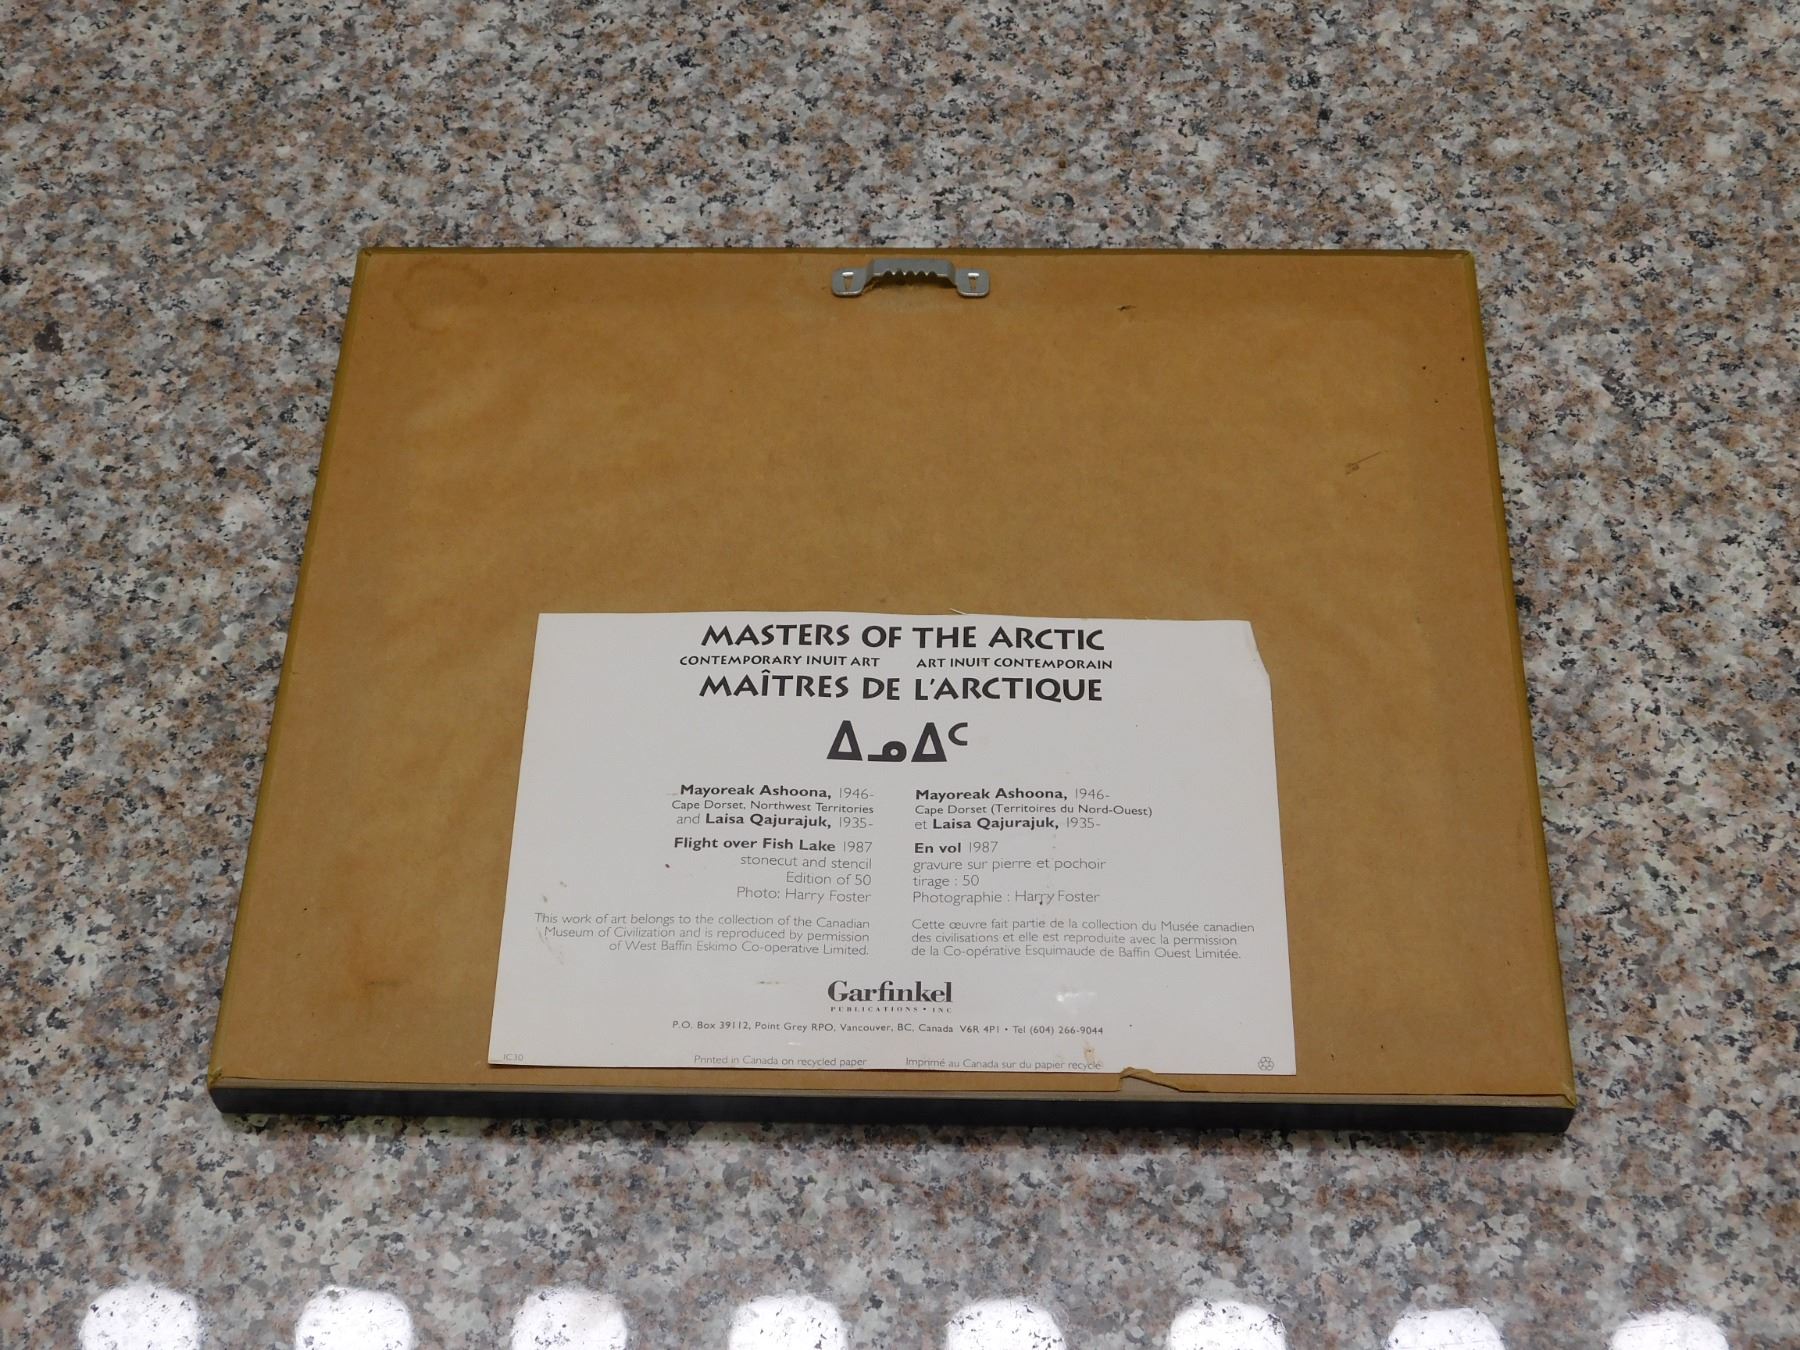 MASTERS OF THE ARCTIC
CONTEMPORARY INUIT ART ART INUIT CONTEMPORAIN
MAÎTRES DE L'ARCTIQUE
ᐃᓄᐃᑦ
Mayoreak Ashoona, 1946-
Cape Dorset, Northwest Territories
and Laisa Qajurajuk, 1935-
Flight over Fish Lake 1987
stonecut and stencil
Edition of 50
Photo: Harry Foster
This work of art belongs to the collection of the Canadian
Museum of Civilization and is reproduced by permission
of West Baffin Eskimo Co-operative Limited.
Mayoreak Ashoona, 1946-
Cape Dorset (Territoires du Nord-Ouest)
et Laisa Qajurajuk, 1935-
En vol 1987
gravure sur pierre et pochoir
tirage : 50
Photographie : Harry Foster
Cette œuvre fait partie de la collection du Musée canadien
des civilisations et elle est reproduite avec la permission
de la Co-opérative Esquimaude de Baffin Ouest Limitée.
Garfinkel
PUBLICATIONS • INC
P.O. Box 39112, Point Grey RPO, Vancouver, BC, Canada V6R 4P1 • Tel (604) 266-9044
IC30 Printed in Canada on recycled paper Imprimé au Canada sur du papier recyclé